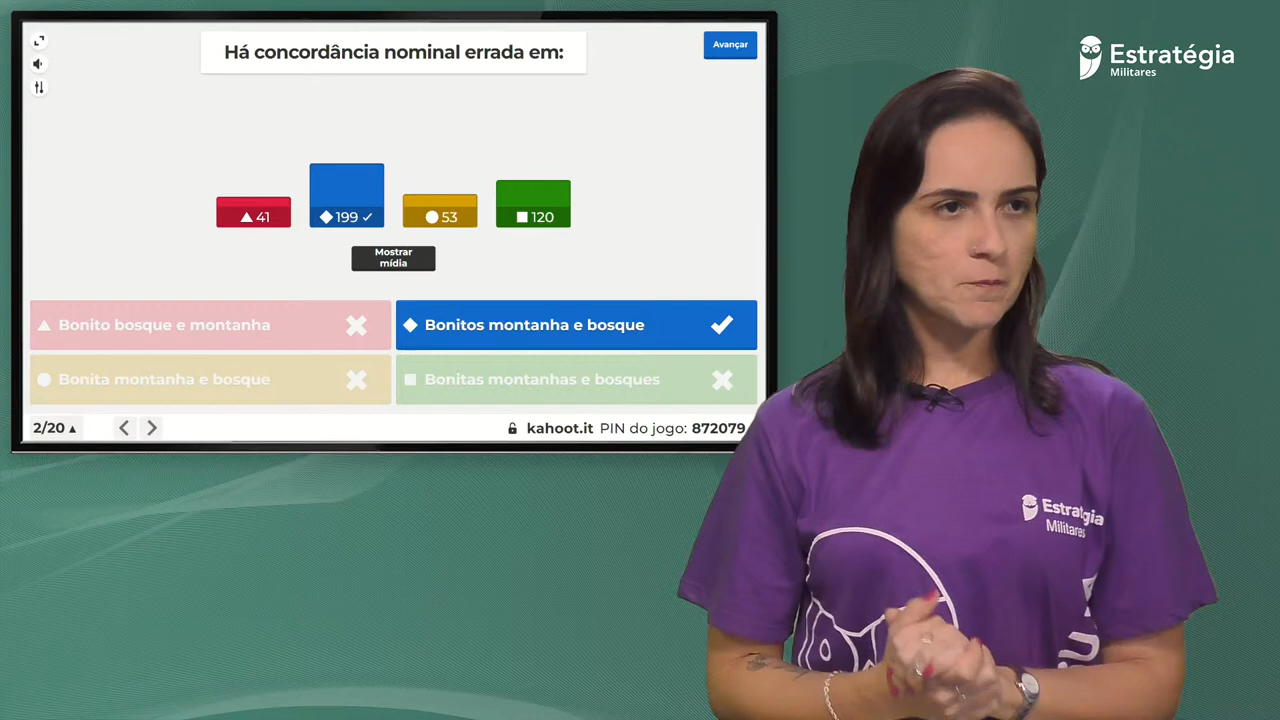 Há concordância nominal errada em:
Avançar
41
199
53
120
Mostrar
mídia
Bonito bosque e montanha
Bonitos montanha e bosque
Bonita montanha e bosque
Bonitas montanhas e bosques
2/20
kahoot.it PIN do jogo: 872079
Estratégia
Militares
Estratégia
Militares